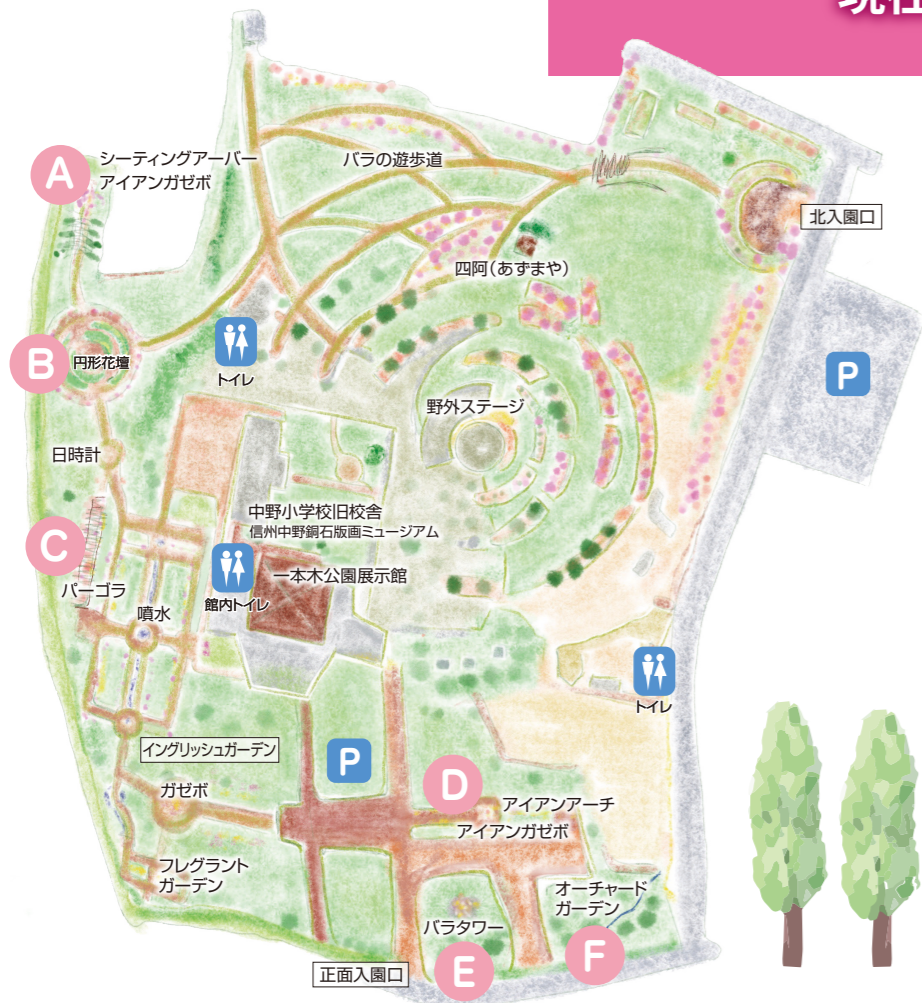 現在
A
シーティングアーバー
アイアンガゼボ
バラの遊歩道
北入園口
四阿(あずまや)
B
円形花壇
トイレ
P
野外ステージ
日時計
中野小学校旧校舎
信州中野銅石版画ミュージアム
C
パーゴラ
一本木公園展示館
館内トイレ
噴水
トイレ
イングリッシュガーデン
P
D
ガゼボ
アイアンアーチ
アイアンガゼボ
フレグラント
ガーデン
オーチャード
ガーデン
バラタワー
E
F
正面入園口